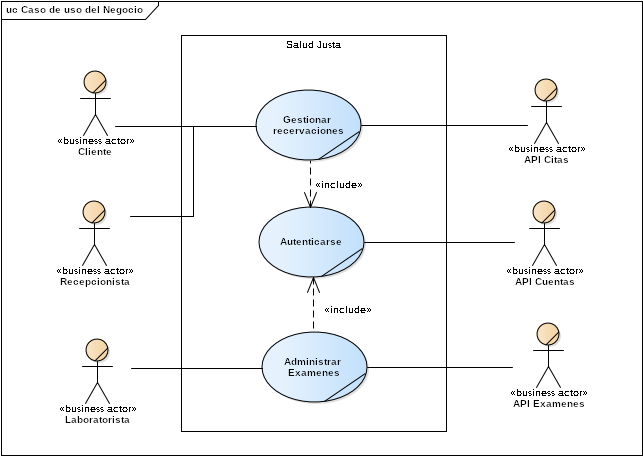 uc Caso de uso del Negocio
Salud Justa
«business actor»
Cliente
Gestionar
recervaciones
«business actor»
API Citas
«include»
«business actor»
Recepcionista
Autenticarse
«business actor»
API Cuentas
«include»
«business actor»
Laboratorista
Administrar
Examenes
«business actor»
API Examenes